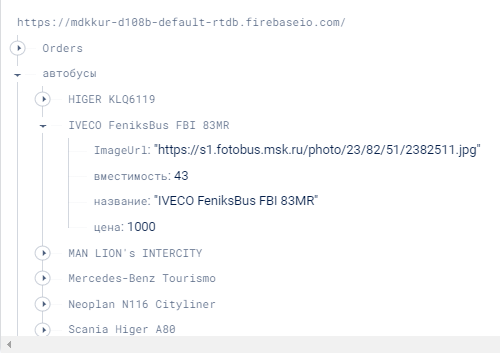 https://mdkkur-d108b-default-rtdb.firebaseio.com/
Orders
автобусы
HIGER KLQ6119
IVECO FeniksBus FBI 83MR
ImageUrl: "https://s1.fotobus.msk.ru/photo/23/82/51/2382511.jpg"
вместимость: 43
название: "IVECO FeniksBus FBI 83MR"
цена: 1000
MAN LION`s INTERCITY
Mercedes-Benz Tourismo
Neoplan N116 Cityliner
Scania Higer A80